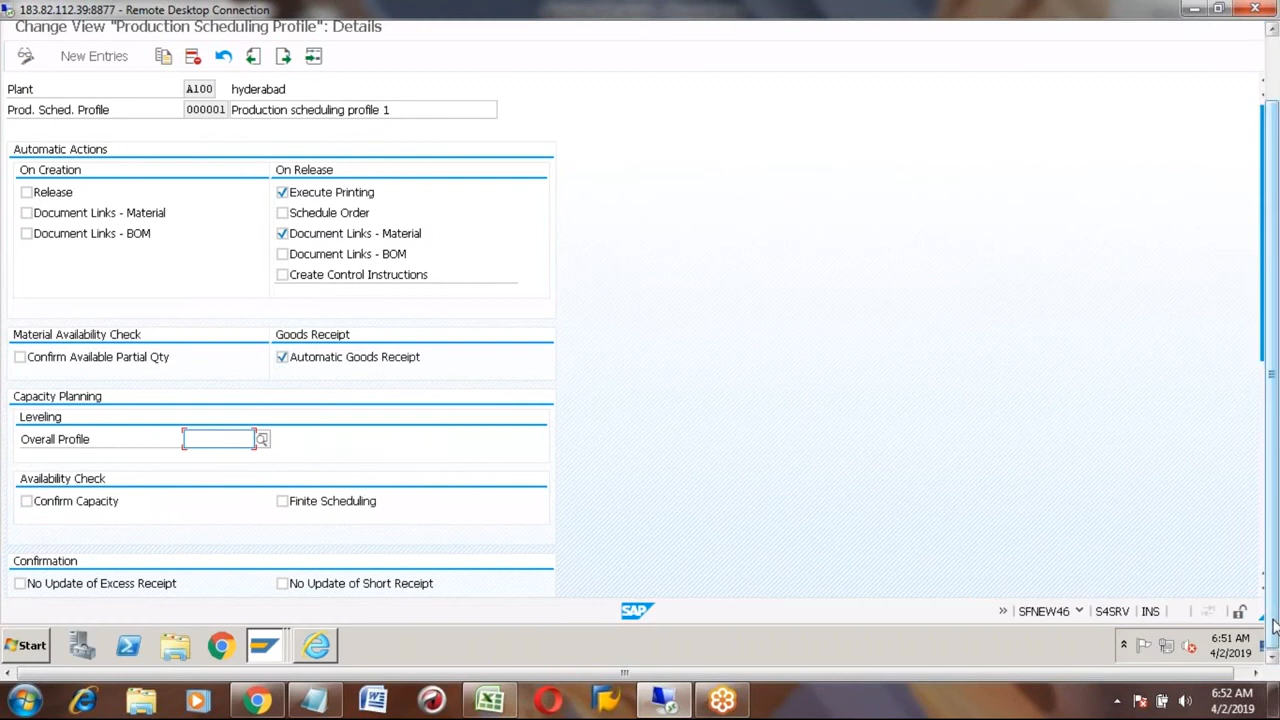 183.82.112.39:8877 - Remote Desktop Connection
Change View "Production Scheduling Profile": Details
New Entries
Plant A100 hyderabad
Prod. Sched. Profile 000001 Production scheduling profile 1
Automatic Actions
On Creation On Release
Release Execute Printing
Document Links - Material Schedule Order
Document Links - BOM Document Links - Material
Document Links - BOM
Create Control Instructions
Material Availability Check Goods Receipt
Confirm Available Partial Qty Automatic Goods Receipt
Capacity Planning
Leveling
Overall Profile
Availability Check
Confirm Capacity Finite Scheduling
Confirmation
No Update of Excess Receipt No Update of Short Receipt
SAP » SFNEW46 S4SRV INS
Start 6:51 AM
4/2/2019
6:52 AM
4/2/2019